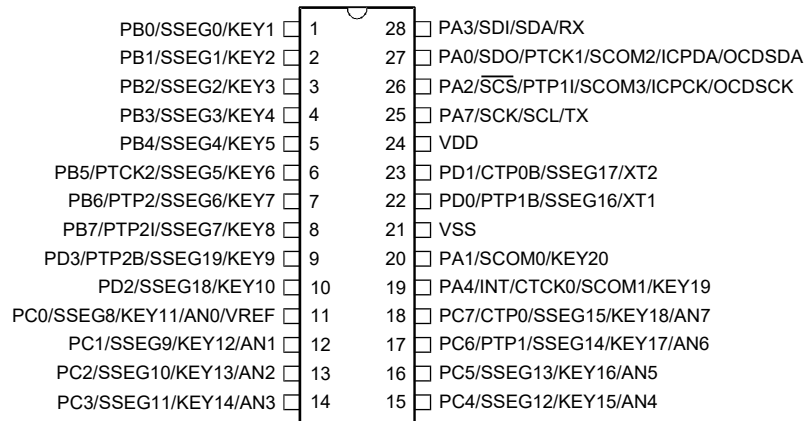 PB0/SSEG0/KEY1 1 28 PA3/SDI/SDA/RX
PB1/SSEG1/KEY2 2 27 PA0/SDO/PTCK1/SCOM2/ICPDA/OCDSDA
PB2/SSEG2/KEY3 3 26 PA2/SCS/PTP1I/SCOM3/ICPCK/OCDSCK
PB3/SSEG3/KEY4 4 25 PA7/SCK/SCL/TX
PB4/SSEG4/KEY5 5 24 VDD
PB5/PTCK2/SSEG5/KEY6 6 23 PD1/CTP0B/SSEG17/XT2
PB6/PTP2/SSEG6/KEY7 7 22 PD0/PTP1B/SSEG16/XT1
PB7/PTP2I/SSEG7/KEY8 8 21 VSS
PD3/PTP2B/SSEG19/KEY9 9 20 PA1/SCOM0/KEY20
PD2/SSEG18/KEY10 10 19 PA4/INT/CTCK0/SCOM1/KEY19
PC0/SSEG8/KEY11/AN0/VREF 11 18 PC7/CTP0/SSEG15/KEY18/AN7
PC1/SSEG9/KEY12/AN1 12 17 PC6/PTP1/SSEG14/KEY17/AN6
PC2/SSEG10/KEY13/AN2 13 16 PC5/SSEG13/KEY16/AN5
PC3/SSEG11/KEY14/AN3 14 15 PC4/SSEG12/KEY15/AN4